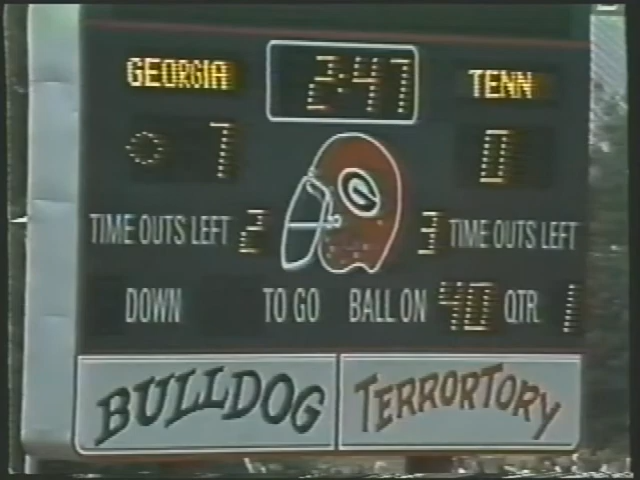 GEORGIA 2:47 TENN
7 0
TIME OUTS LEFT 2 3 TIME OUTS LEFT
G
DOWN TO GO BALL ON 40 QTR 1
BULLDOG TERRORTORY